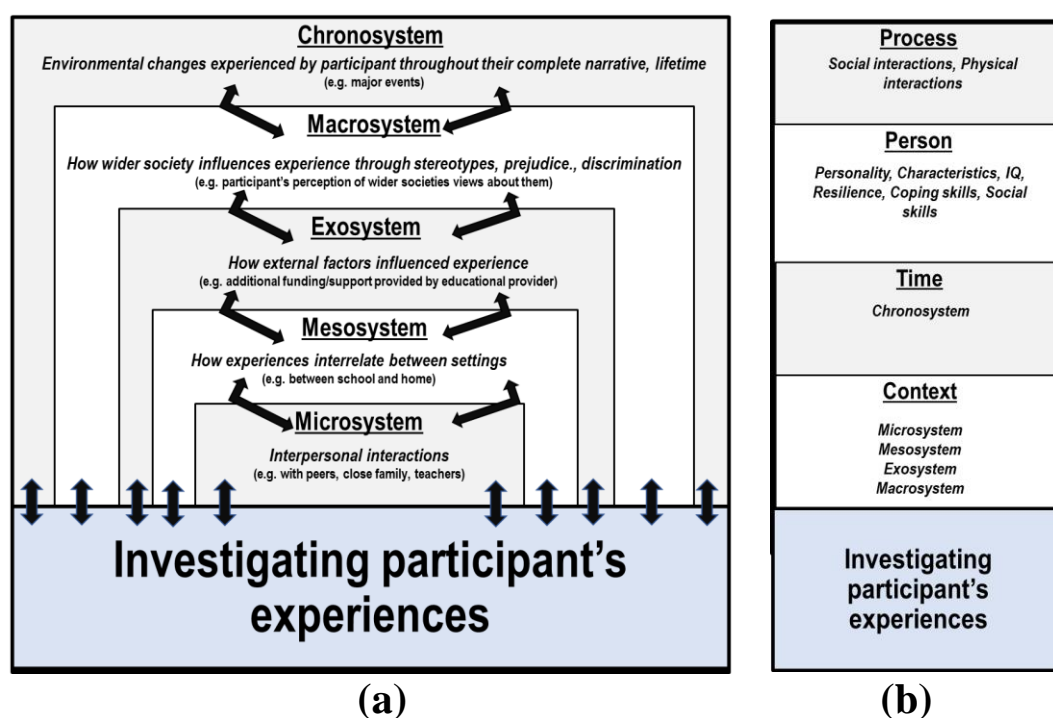 Chronosystem
Environmental changes experienced by participant throughout their complete narrative, lifetime
(e.g. major events)
Macrosystem
How wider society influences experience through stereotypes, prejudice., discrimination
(e.g. participant's perception of wider societies views about them)
Exosystem
How external factors influenced experience
(e.g. additional funding/support provided by educational provider)
Mesosystem
How experiences interrelate between settings
(e.g. between school and home)
Microsystem
Interpersonal interactions
(e.g. with peers, close family, teachers)
Investigating participant's
experiences
(a)
Process
Social interactions, Physical
interactions
Person
Personality, Characteristics, IQ,
Resilience, Coping skills, Social
skills
Time
Chronosystem
Context
Microsystem
Mesosystem
Exosystem
Macrosystem
Investigating
participant's
experiences
(b)